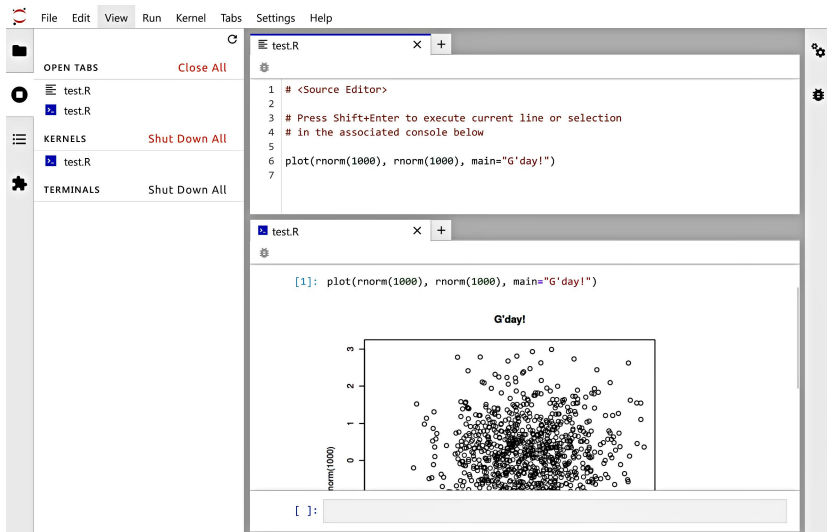 File Edit View Run Kernel Tabs Settings Help
OPEN TABS Close All
test.R
test.R
KERNELS Shut Down All
test.R
TERMINALS Shut Down All
test.R
1 # <Source Editor>
2
3 # Press Shift+Enter to execute current line or selection
4 # in the associated console below
5
6 plot(rnorm(1000), rnorm(1000), main="G'day!")
7
test.R
[1]: plot(rnorm(1000), rnorm(1000), main="G'day!")
G'day!
3
2
1
0
norm(1000)
[ ]: